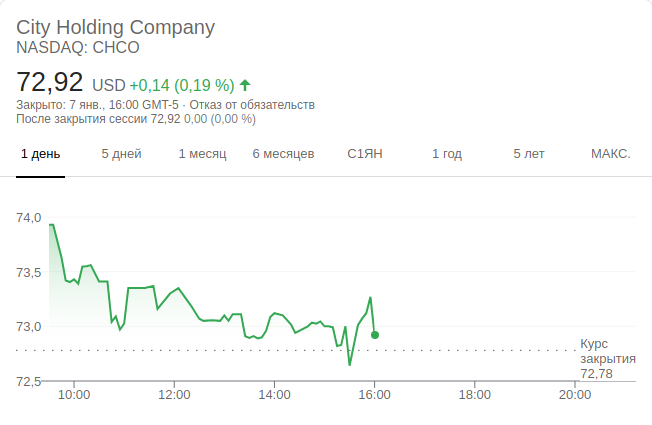 City Holding Company
NASDAQ: CHCO
72,92 USD +0,14 (0,19 %)
Закрыто: 7 янв., 16:00 GMT-5 · Отказ от обязательств
После закрытия сессии 72,92 0,00 (0,00 %)
1 день 5 дней 1 месяц 6 месяцев С1ЯН 1 год 5 лет МАКС.
74,0
73,5
73,0
Курс
закрытия
72,78
72,5
10:00 12:00 14:00 16:00 18:00 20:00